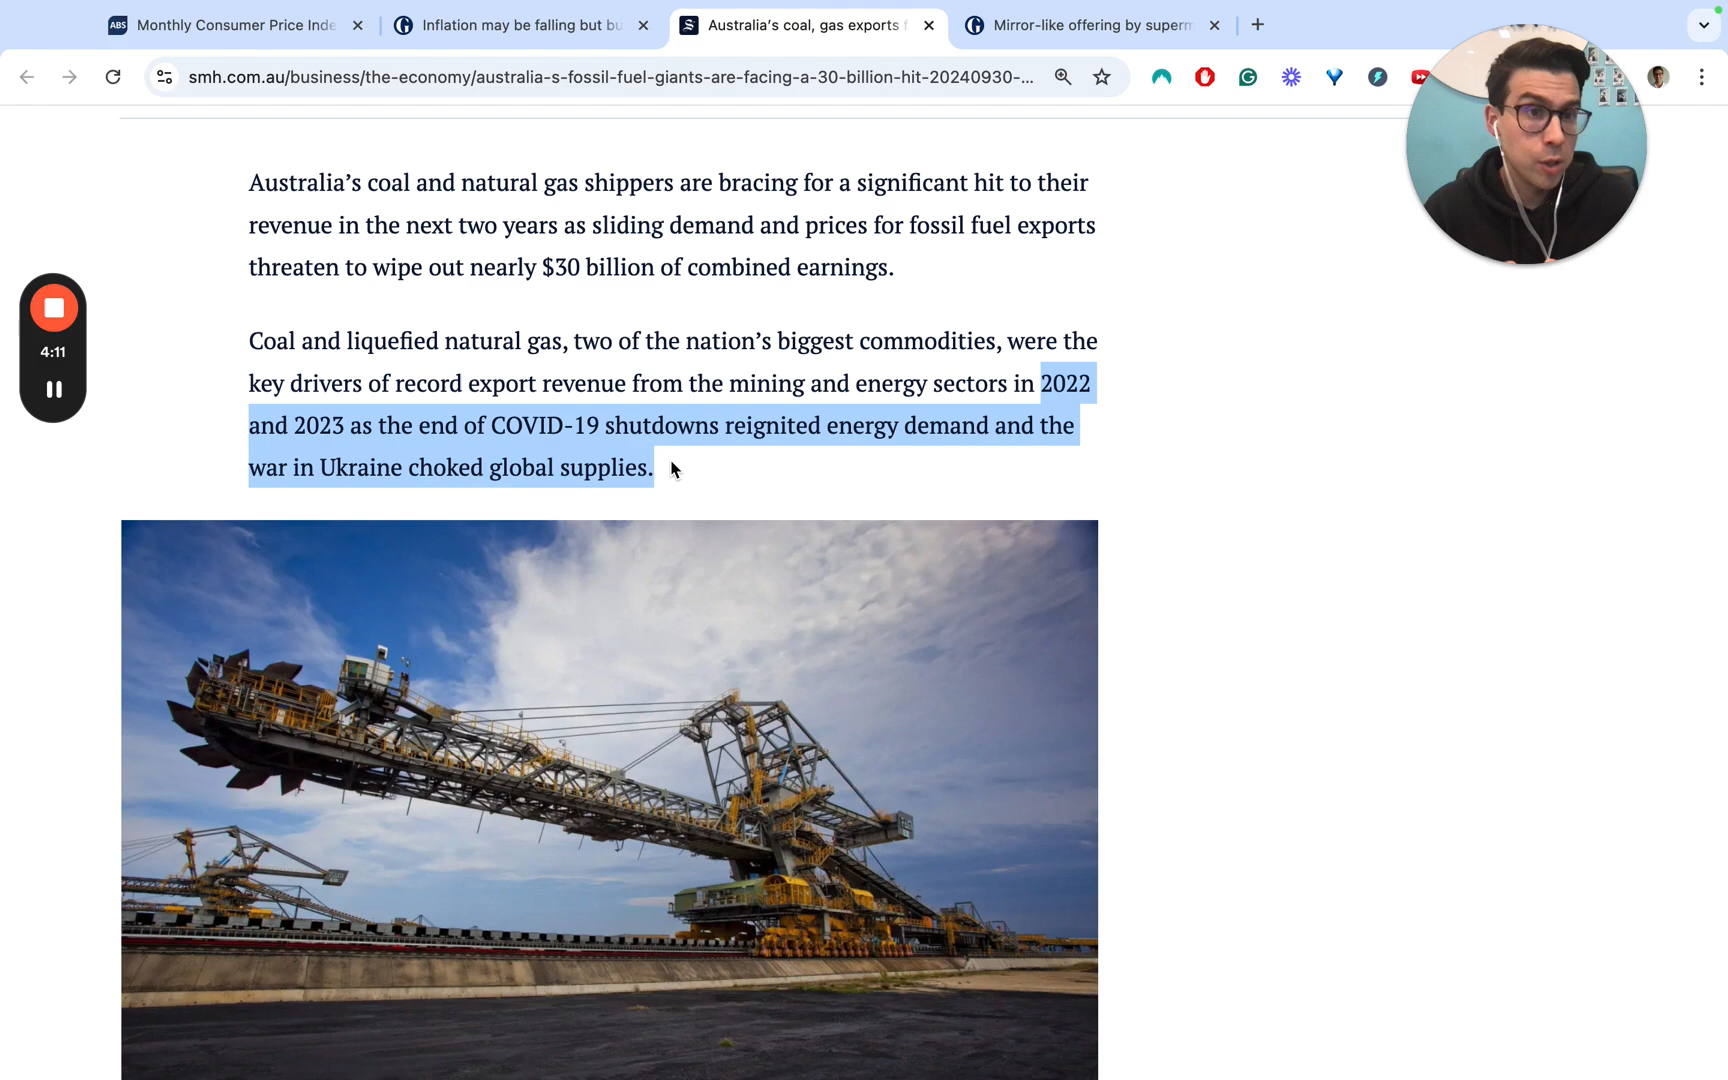 ABS Monthly Consumer Price Inde
Inflation may be falling but bu
Australia’s coal, gas exports f
Mirror-like offering by superm
smh.com.au/business/the-economy/australia-s-fossil-fuel-giants-are-facing-a-30-billion-hit-20240930-...
Australia’s coal and natural gas shippers are bracing for a significant hit to their
revenue in the next two years as sliding demand and prices for fossil fuel exports
threaten to wipe out nearly $30 billion of combined earnings.
4:11
Coal and liquefied natural gas, two of the nation’s biggest commodities, were the
key drivers of record export revenue from the mining and energy sectors in 2022
and 2023 as the end of COVID-19 shutdowns reignited energy demand and the
war in Ukraine choked global supplies.